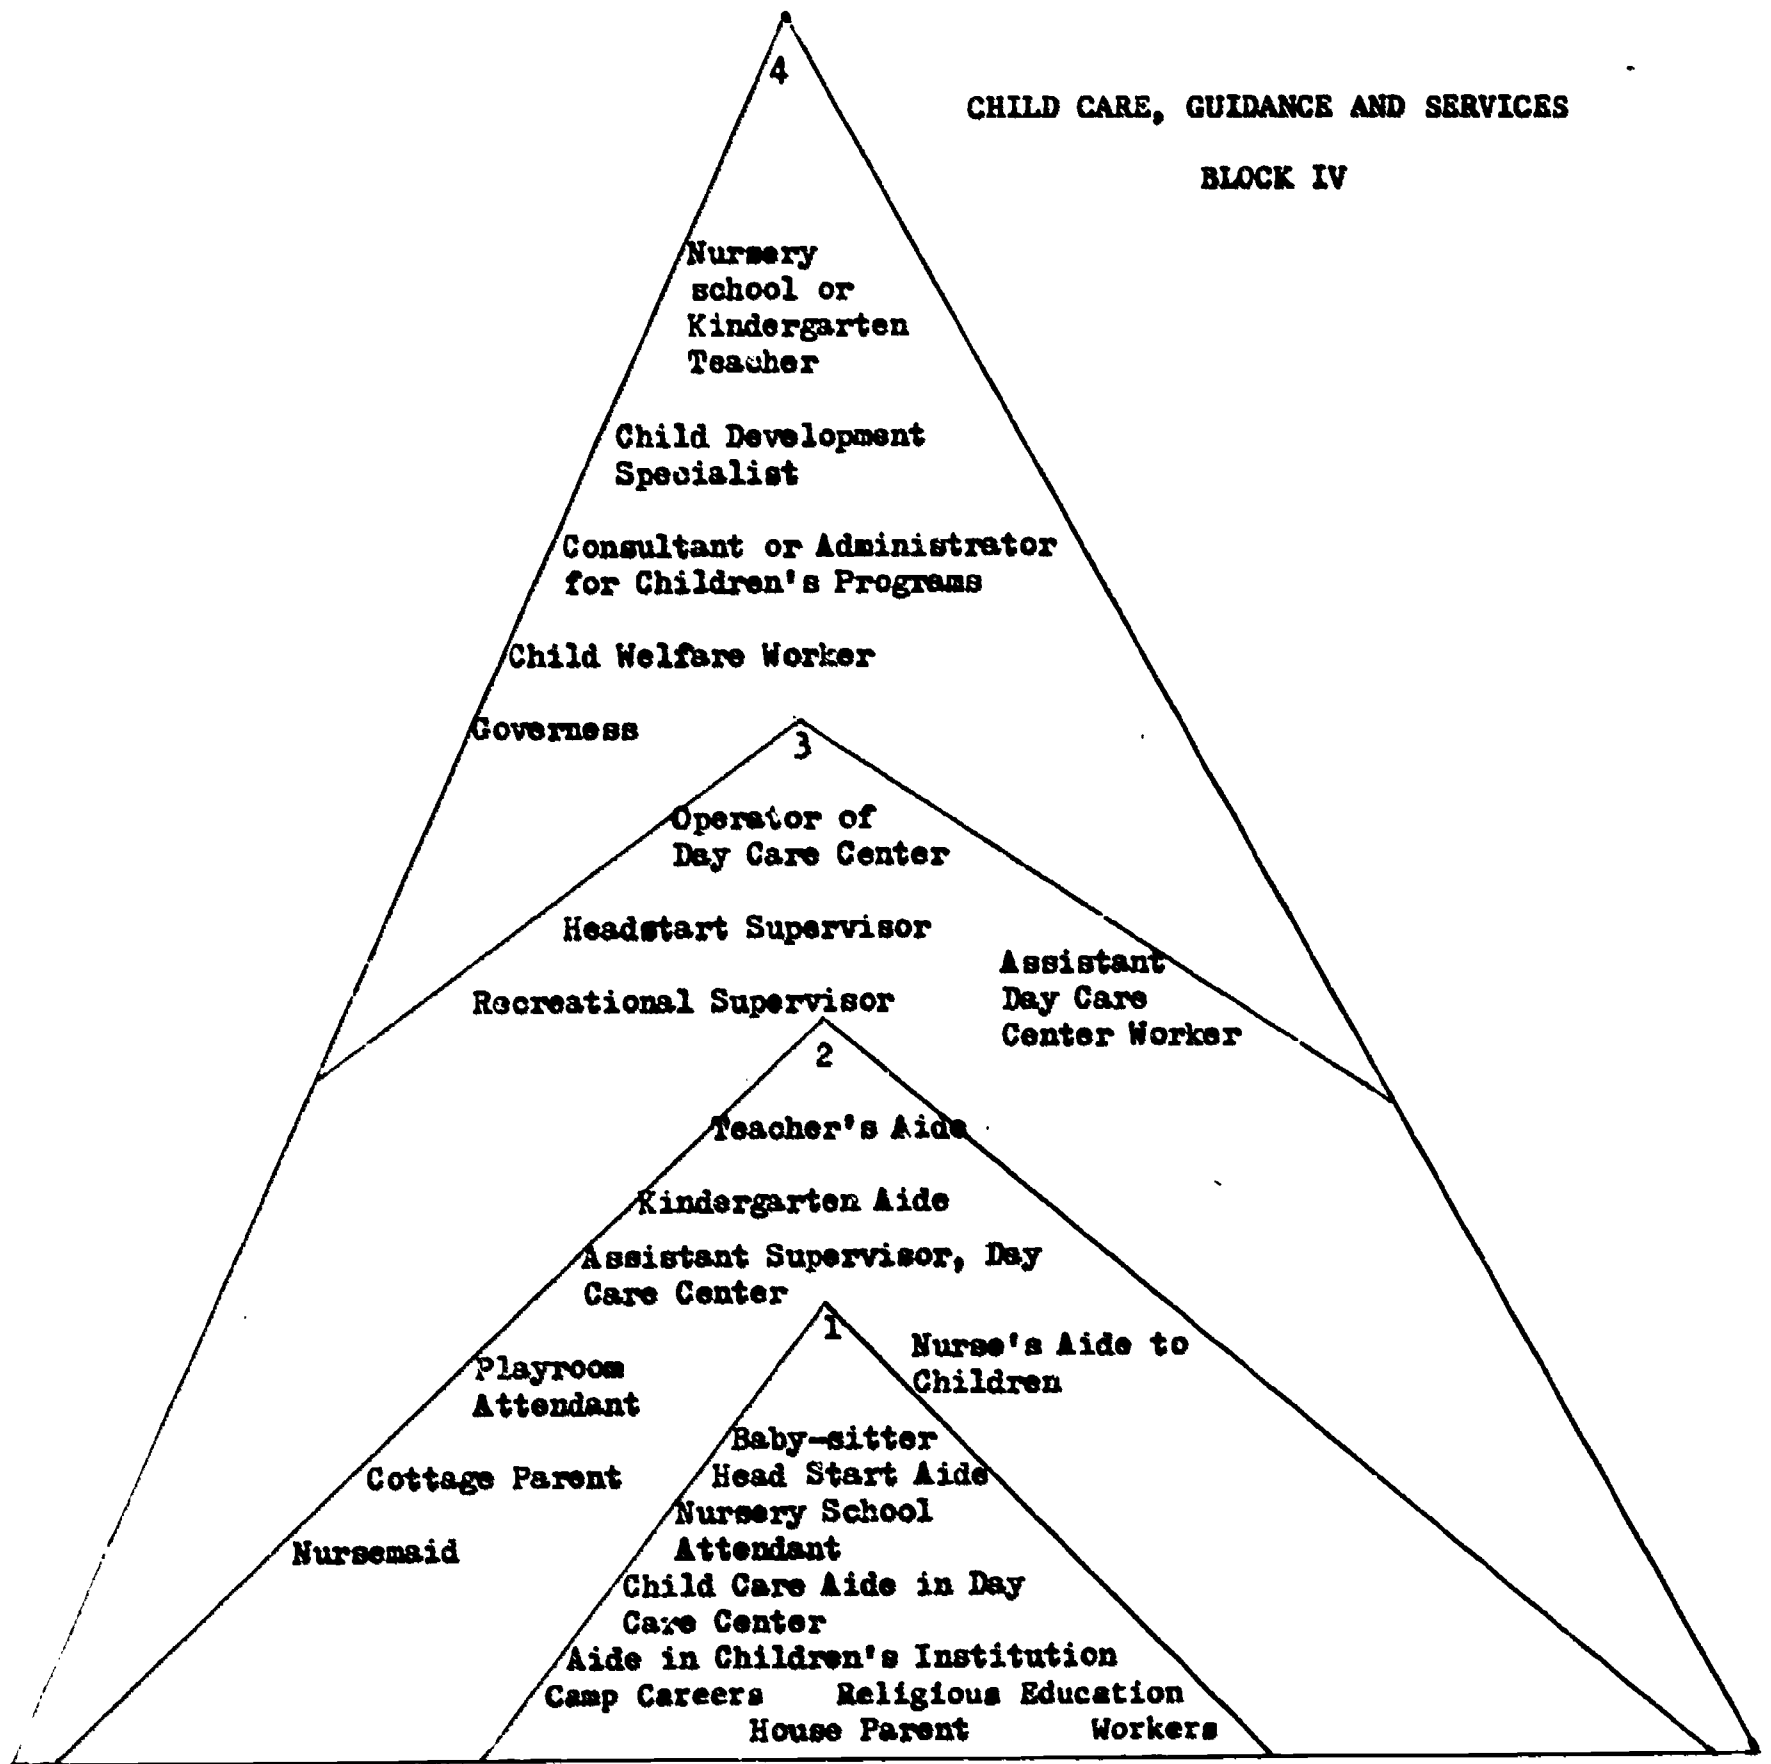 4
CHILD CARE, GUIDANCE AND SERVICES
BLOCK IV
Nursery
school or
Kindergarten
Teacher
Child Development
Specialist
Consultant or Administrator
for Children's Programs
Child Welfare Worker
Governess
3
Operator of
Day Care Center
Headstart Supervisor
Recreational Supervisor
Assistant
Day Care
Center Worker
2
Teacher's Aide
Kindergarten Aide
Assistant Supervisor, Day
Care Center
1
Nurse's Aide to
Children
Playroom
Attendant
Cottage Parent
Nursemaid
Baby-sitter
Head Start Aide
Nursery School
Attendant
Child Care Aide in Day
Care Center
Aide in Children's Institution
Camp Careers
Religious Education
Workers
House Parent